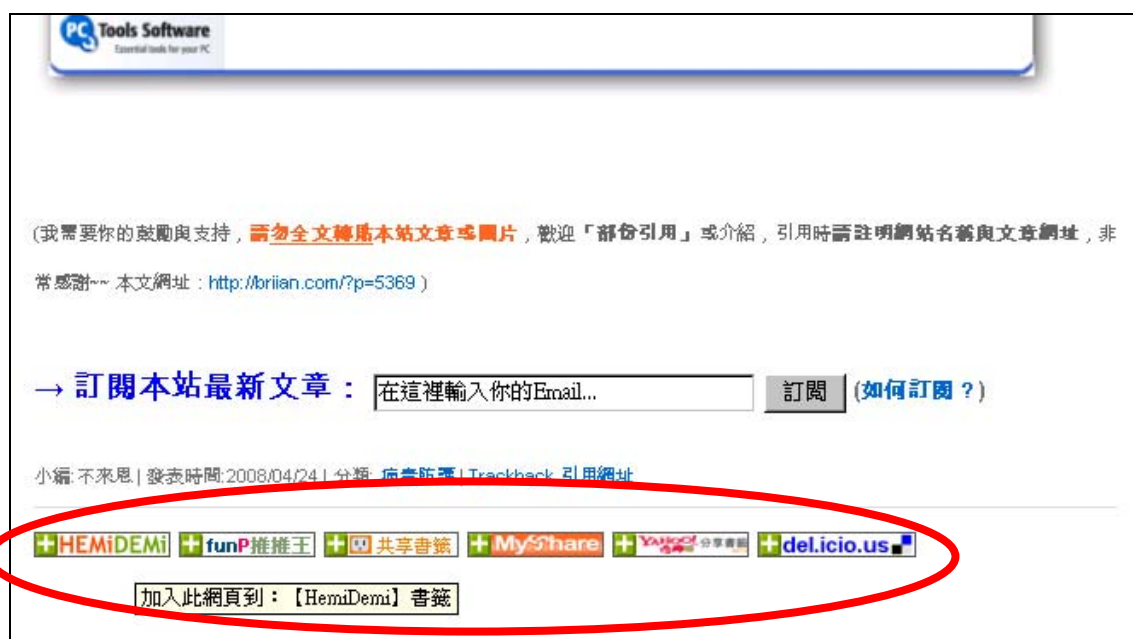 PC Tools Software
Essential tools for your PC
(我需要你的鼓勵與支持，請勿全文轉貼本站文章或圖片，歡迎「部份引用」或介紹，引用時請註明網站名稱與文章網址，非
常感謝~~ 本文網址：http://briian.com/?p=5369 )
→ 訂閱本站最新文章： 在這裡輸入你的Email... 訂閱 (如何訂閱？)
小編:不來恩 | 發表時間:2008/04/24 | 分類: 病毒防護 | Trackback 引用網址
HEMiDEMi funP推推王 共享書籤 MyShare YAHOO!奇摩 分享書籤 del.icio.us
加入此網頁到：【HemiDemi】書籤